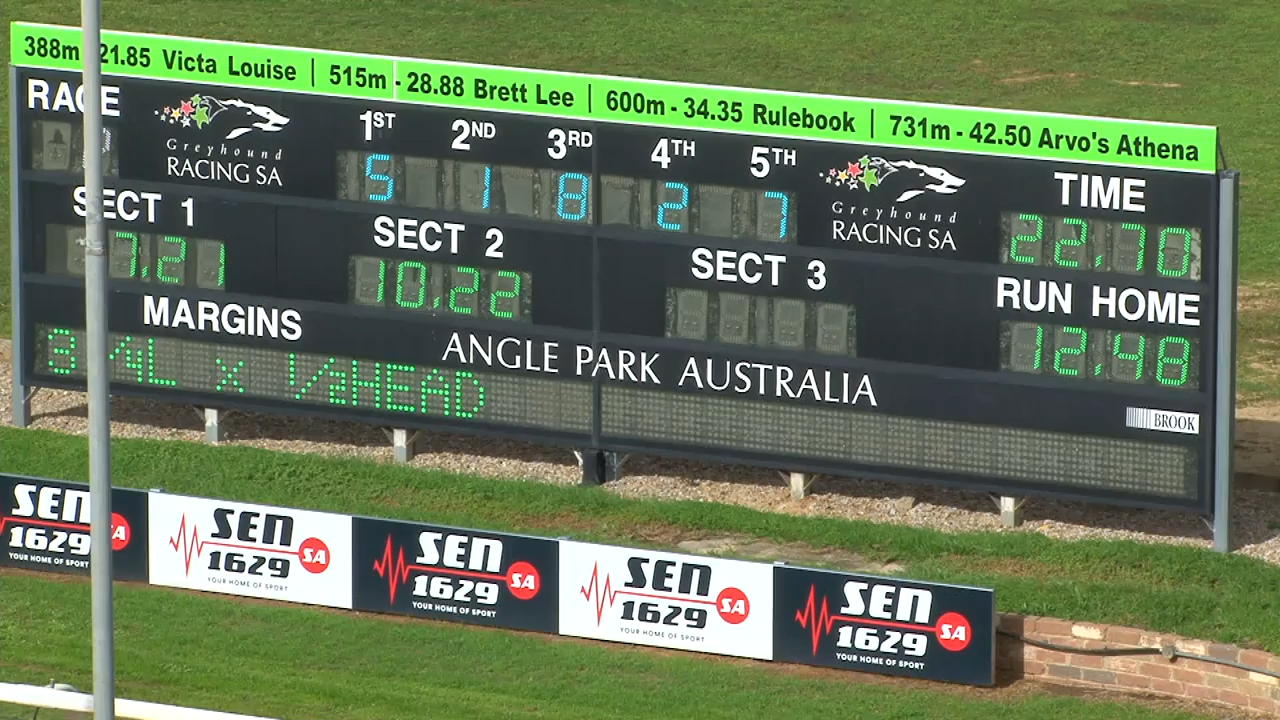 388m - 21.85 Victa Louise | 515m - 28.88 Brett Lee | 600m - 34.35 Rulebook | 731m - 42.50 Arvo's Athena
RACE
Greyhound
RACING SA
1ST 2ND 3RD 4TH 5TH
5 1 8 2 7
Greyhound
RACING SA
TIME
22.70
SECT 1
7.21
SECT 2
10.22
SECT 3
RUN HOME
12.48
MARGINS
3 4L x 1/2HEAD
ANGLE PARK AUSTRALIA
BROOK
SEN
1629 SA
YOUR HOME OF SPORT
SEN
1629 SA
YOUR HOME OF SPORT
SEN
1629 SA
YOUR HOME OF SPORT
SEN
1629 SA
YOUR HOME OF SPORT
SEN
1629 SA
YOUR HOME OF SPORT